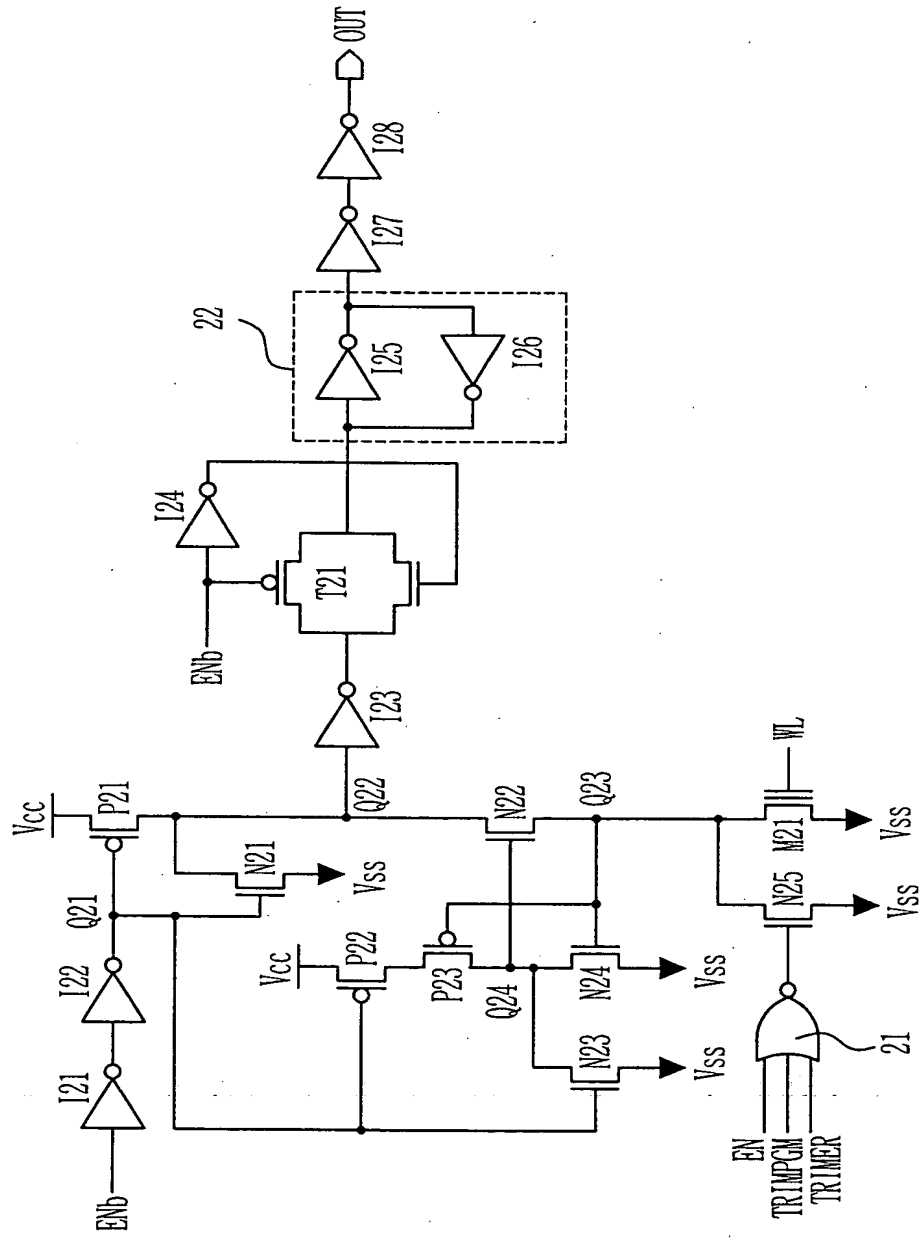 OUT
I28
I27
22
I25
I26
I24
ENb
T21
I23
Vcc
P21
Q22
N22
Q23
WL
M21
Vss
Q21
N21
Vss
N25
Vss
I22
Vcc
P22
P23
Q24
N24
Vss
I21
N23
Vss
21
ENb
EN
TRIMPGM
TRIMER